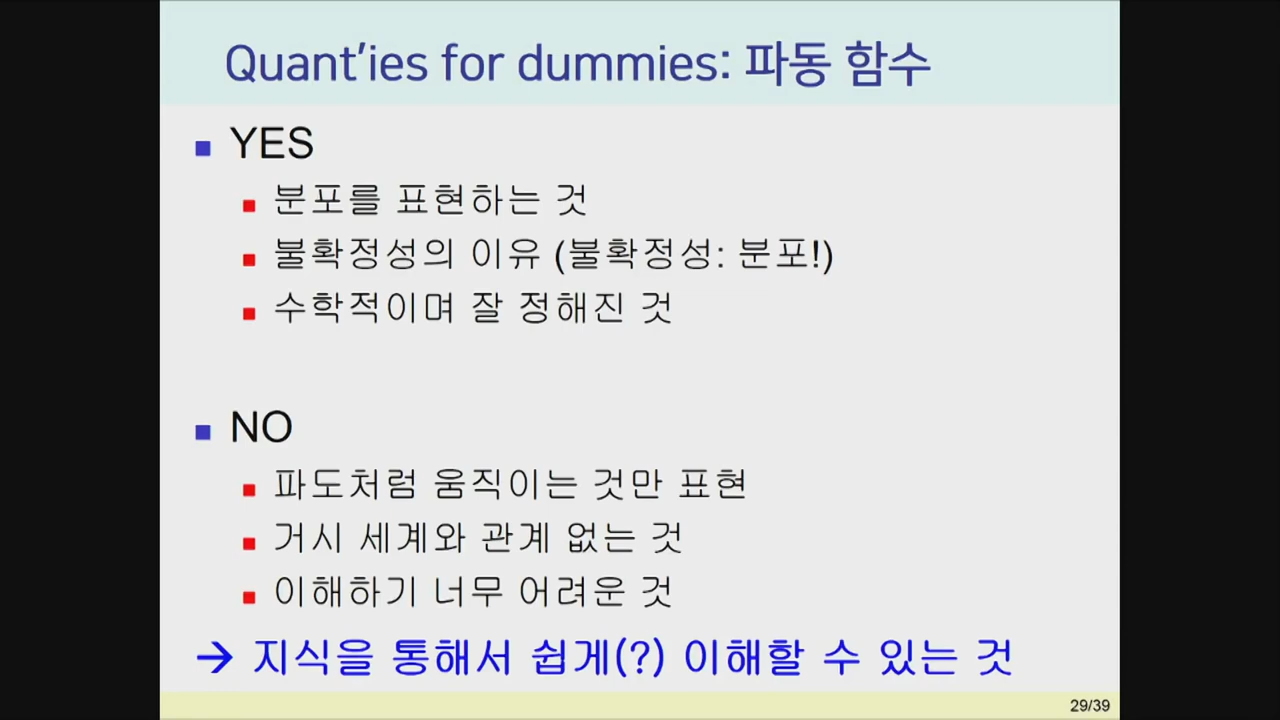 Quant'ies for dummies: 파동 함수
YES
분포를 표현하는 것
불확정성의 이유 (불확정성: 분포!)
수학적이며 잘 정해진 것
NO
파도처럼 움직이는 것만 표현
거시 세계와 관계 없는 것
이해하기 너무 어려운 것
→ 지식을 통해서 쉽게(?) 이해할 수 있는 것
29/39